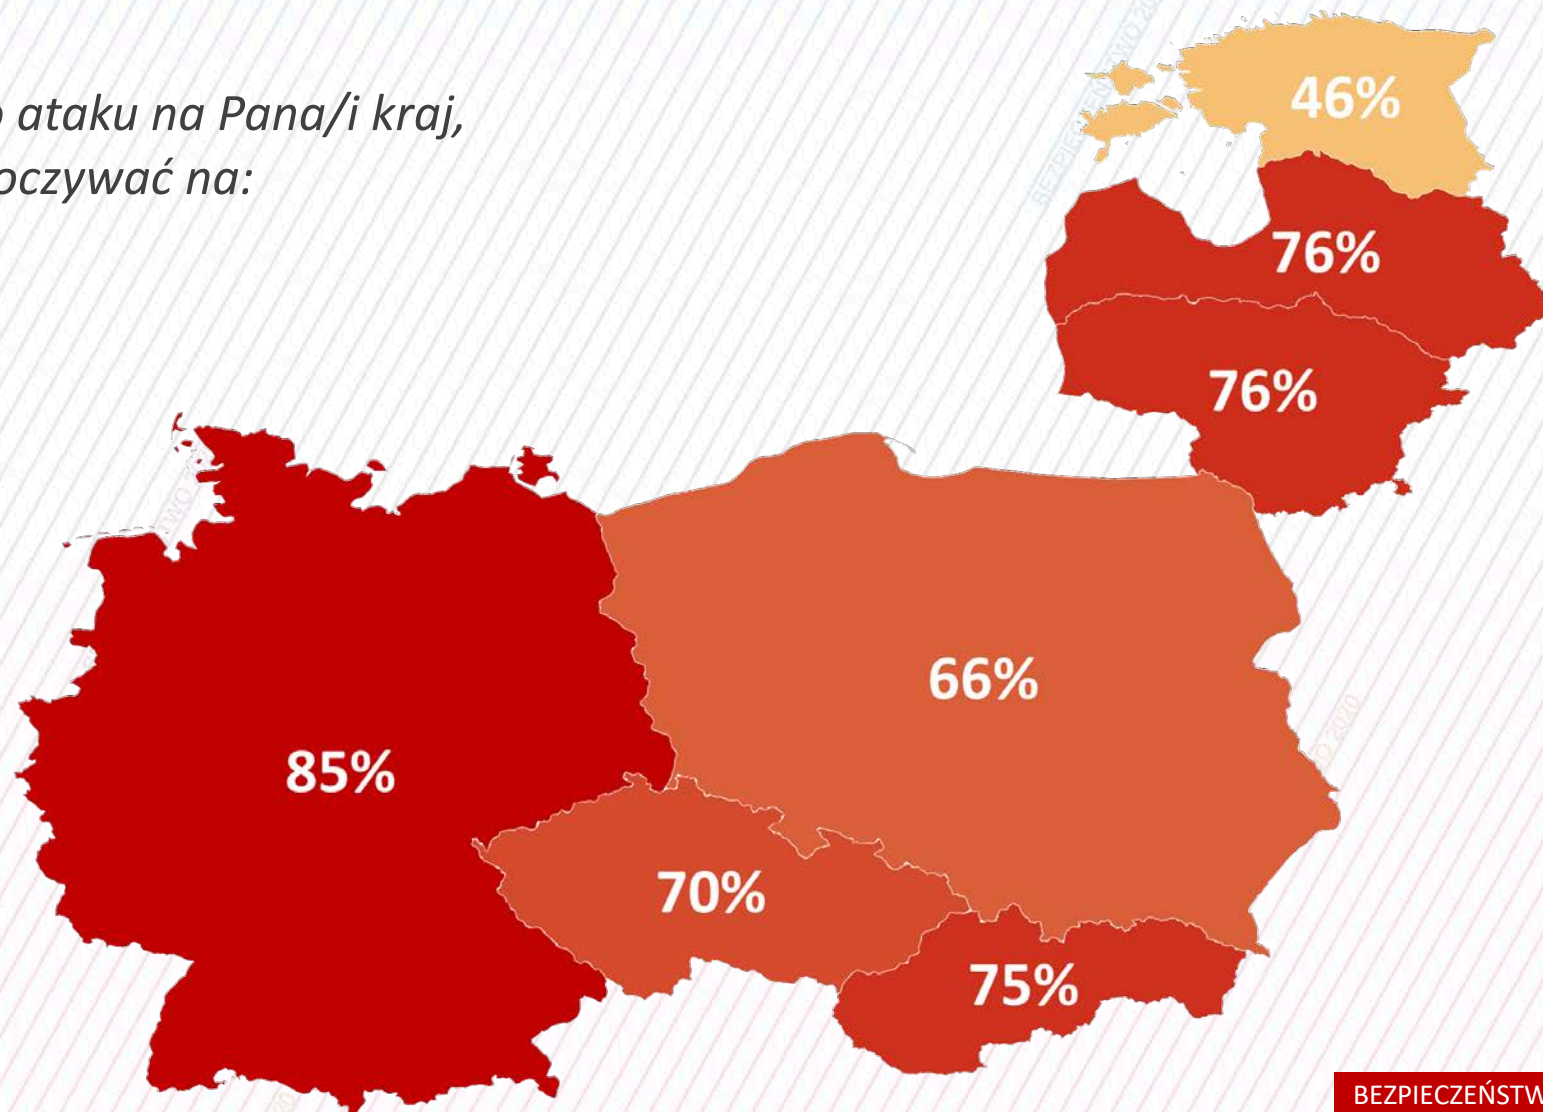 ataku na Pana/i kraj,
oczywać na:
46%
76%
76%
66%
85%
70%
75%
BEZPIECZEŃSTW